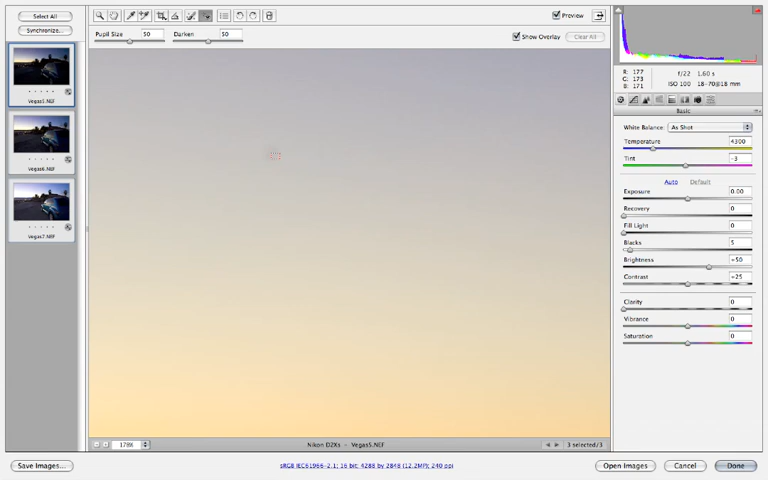 Select All
Synchronize...
Preview
Pupil Size 50
Darken 50
Show Overlay
Clear All
R: 177
G: 173
B: 171
f/22 1.60 s
ISO 100 18-70@18 mm
Vegas5.NEF
Vegas6.NEF
Vegas7.NEF
Basic
White Balance: As Shot
Temperature 4300
Tint -3
Auto Default
Exposure 0.00
Recovery 0
Fill Light 0
Blacks 5
Brightness +50
Contrast +25
Clarity 0
Vibrance 0
Saturation 0
178%
Nikon D2Xs - Vegas5.NEF
3 selected/3
Save Images...
sRGB IEC61966-2.1; 16 bit; 4288 by 2848 (12.2MP); 240 ppi
Open Images
Cancel
Done